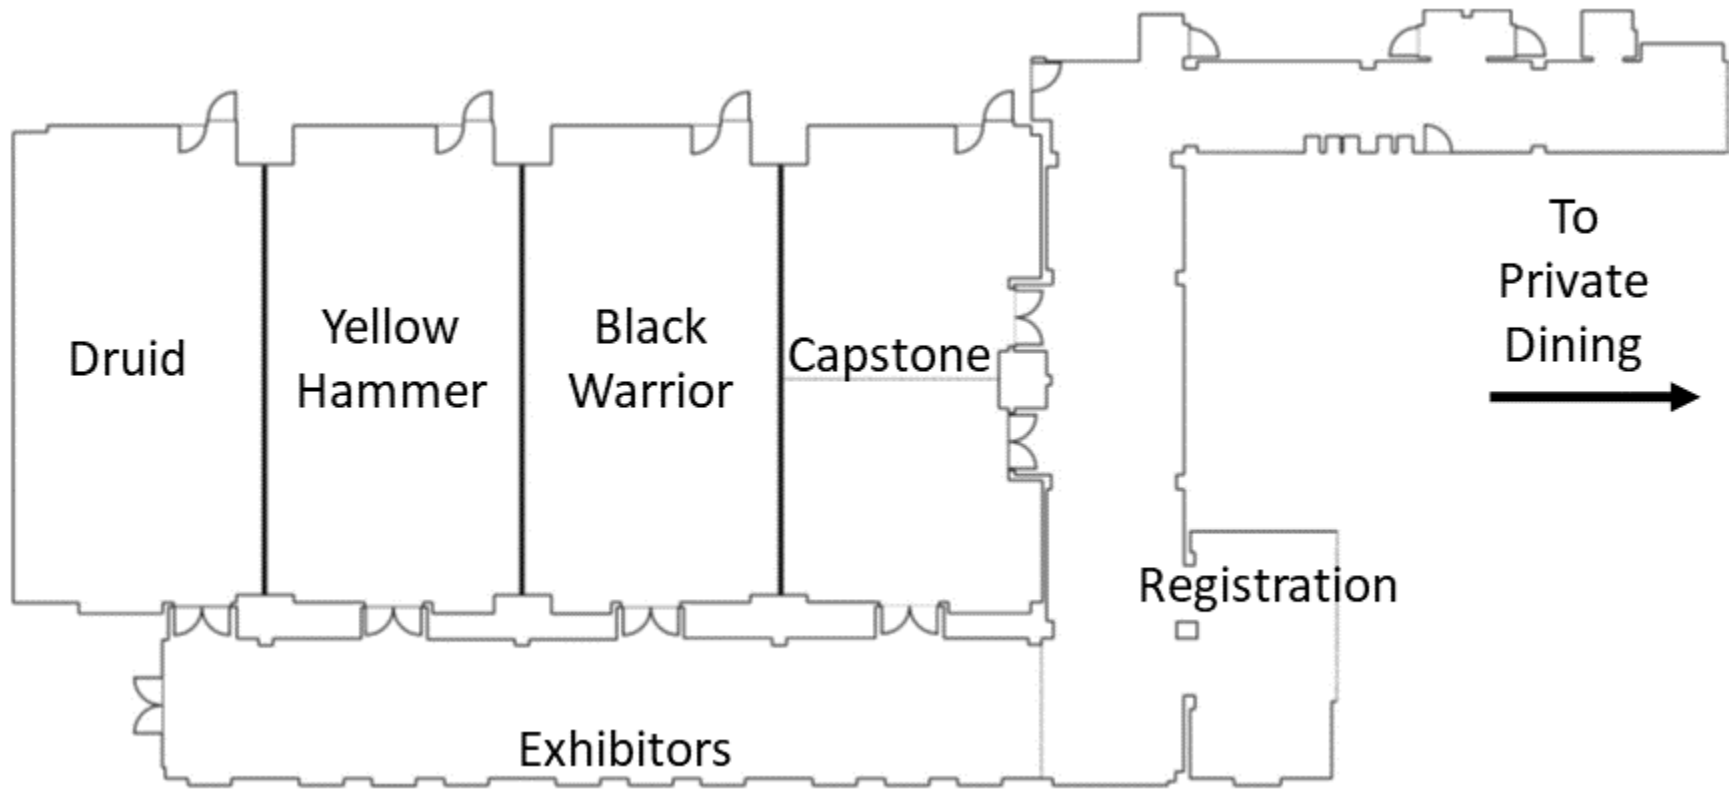 Druid
Yellow
Hammer
Black
Warrior
Capstone
To
Private
Dining
Registration
Exhibitors